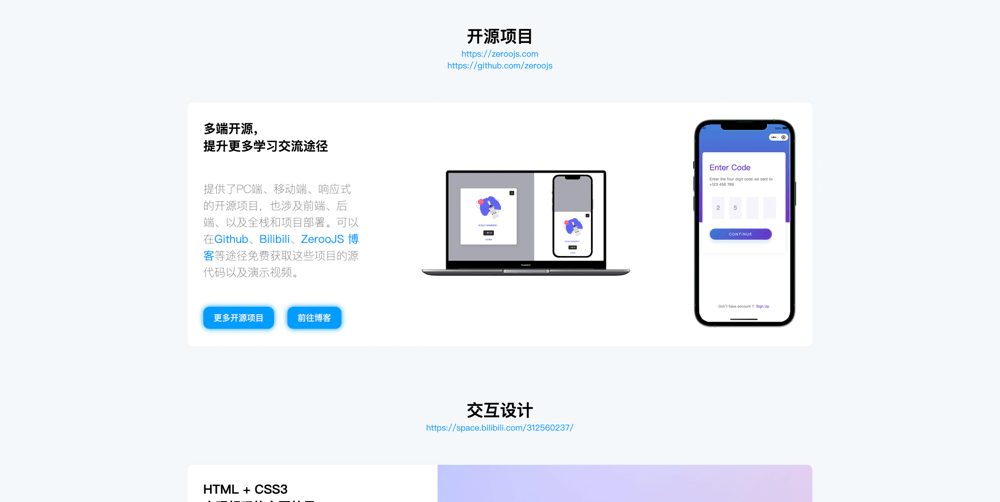 开源项目
https://zeroojs.com
https://github.com/zeroojs
多端开源，
提升更多学习交流途径
提供了PC端、移动端、响应式
的开源项目，也涉及前端、后
端、以及全栈和项目部署。可以
在Github、Bilibili、ZerooJS 博
客等途径免费获取这些项目的源
代码以及演示视频。
更多开源项目
前往博客
Enter Code
Enter the four digit code we sent to
+123 456 789
2 5
CONTINUE
Don't have account ? Sign Up
交互设计
https://space.bilibili.com/312560237/
HTML + CSS3